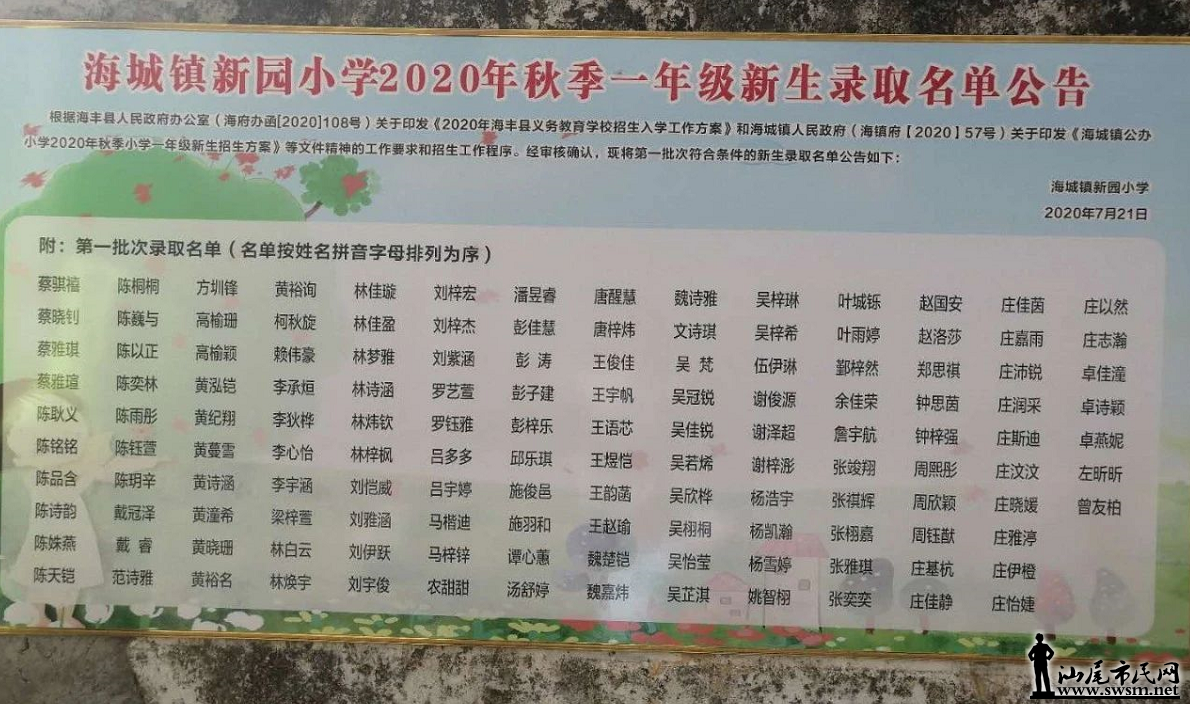 海城镇新园小学2020年秋季一年级新生录取名单公告
根据海丰县人民政府办公室（海府办函[2020]108号）关于印发《2020年海丰县义务教育学校招生入学工作方案》和海城镇人民政府（海镇府【2020】57号）关于印发《海城镇公办
小学2020年秋季小学一年级新生招生方案》等文件精神的工作要求和招生工作程序。经审核确认，现将第一批次符合条件的新生录取名单公告如下：
海城镇新园小学
2020年7月21日
附：第一批次录取名单（名单按姓名拼音字母排列为序）
蔡骐禧 陈桐桐 方圳锋 黄裕询 林佳璇 刘梓宏 潘昱睿 唐醒慧 魏诗雅 吴梓琳 叶城铄 赵国安 庄佳茵 庄以然
蔡晓钊 陈巍与 高榆珊 柯秋旋 林佳盈 刘梓杰 彭佳慧 唐梓炜 文诗琪 吴梓希 叶雨婷 赵洛莎 庄嘉雨 庄志瀚
蔡雅琪 陈以正 高榆颖 赖伟豪 林梦雅 刘紫涵 彭 涛 王俊佳 吴 梵 伍伊琳 鄞梓然 郑思祺 庄沛锐 卓佳潼
蔡雅瑄 陈奕林 黄泓铠 李承烜 林诗涵 罗艺萱 彭子建 王宇帆 吴冠锐 谢俊源 余佳荣 钟思茵 庄润采 卓诗颖
陈耿义 陈雨彤 黄纪翔 李狄桦 林炜钦 罗钰雅 彭梓乐 王语芯 吴佳锐 谢泽超 詹宇航 钟梓强 庄斯迪 卓燕妮
陈铭铭 陈钰萱 黄蔓雪 李心怡 林梓枫 吕多多 邱乐琪 王煜恺 吴若烯 谢梓澎 张竣翔 周熙彤 庄汶汶 左昕昕
陈品含 陈玥辛 黄诗涵 李宇涵 刘恺威 吕宇婷 施俊邑 王韵菡 吴欣桦 杨浩宇 张祺辉 周欣颖 庄晓媛 曾友柏
陈诗韵 戴冠泽 黄潼希 梁梓萱 刘雅涵 马楷迪 施羽和 王赵瑜 吴栩桐 杨凯瀚 张栩嘉 周钰猷 庄雅渟
陈姝燕 戴 睿 黄晓珊 林白云 刘伊跃 马梓锌 谭心蕙 魏楚铠 吴怡莹 杨雪婷 张雅琪 庄基杭 庄伊橙
陈天铠 范诗雅 黄裕名 林焕宇 刘宇俊 农甜甜 汤舒婷 魏嘉炜 吴芷淇 姚智栩 张奕奕 庄佳静 庄怡婕
汕尾市民网
www.swsm.net